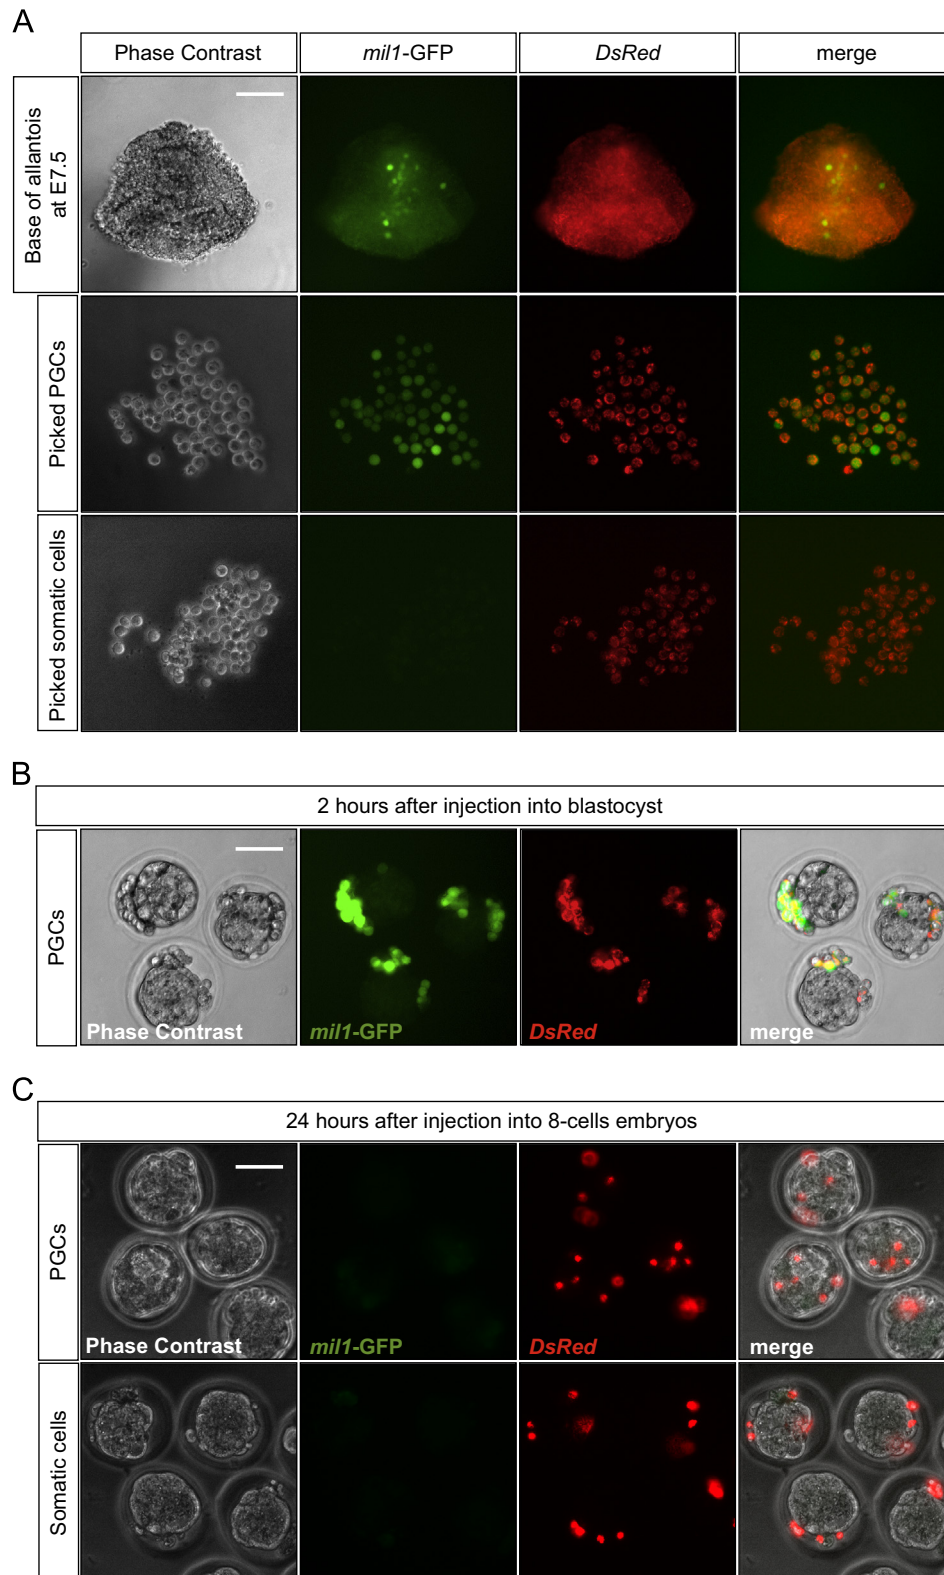 A
Phase Contrast mil1-GFP DsRed merge
Base of allantois
at E7.5
Picked PGCs
Picked somatic cells
B
2 hours after injection into blastocyst
PGCs
Phase Contrast mil1-GFP DsRed merge
C
24 hours after injection into 8-cells embryos
PGCs
Phase Contrast mil1-GFP DsRed merge
Somatic cells